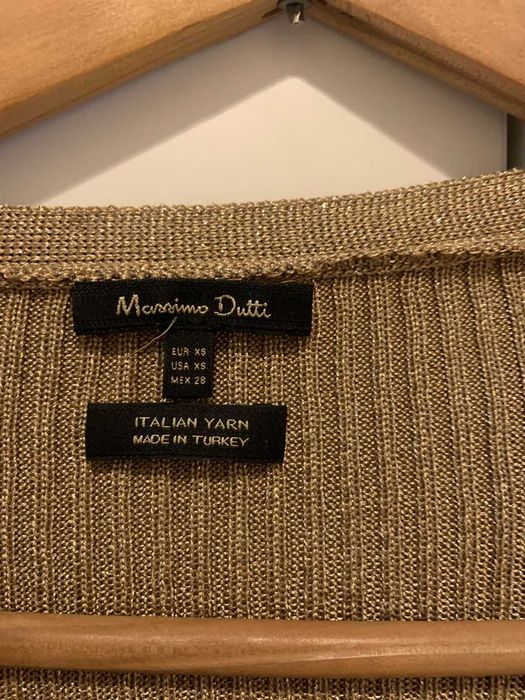 Massimo Dutti
EUR XS
USA XS
MEX 28
ITALIAN YARN
MADE IN TURKEY